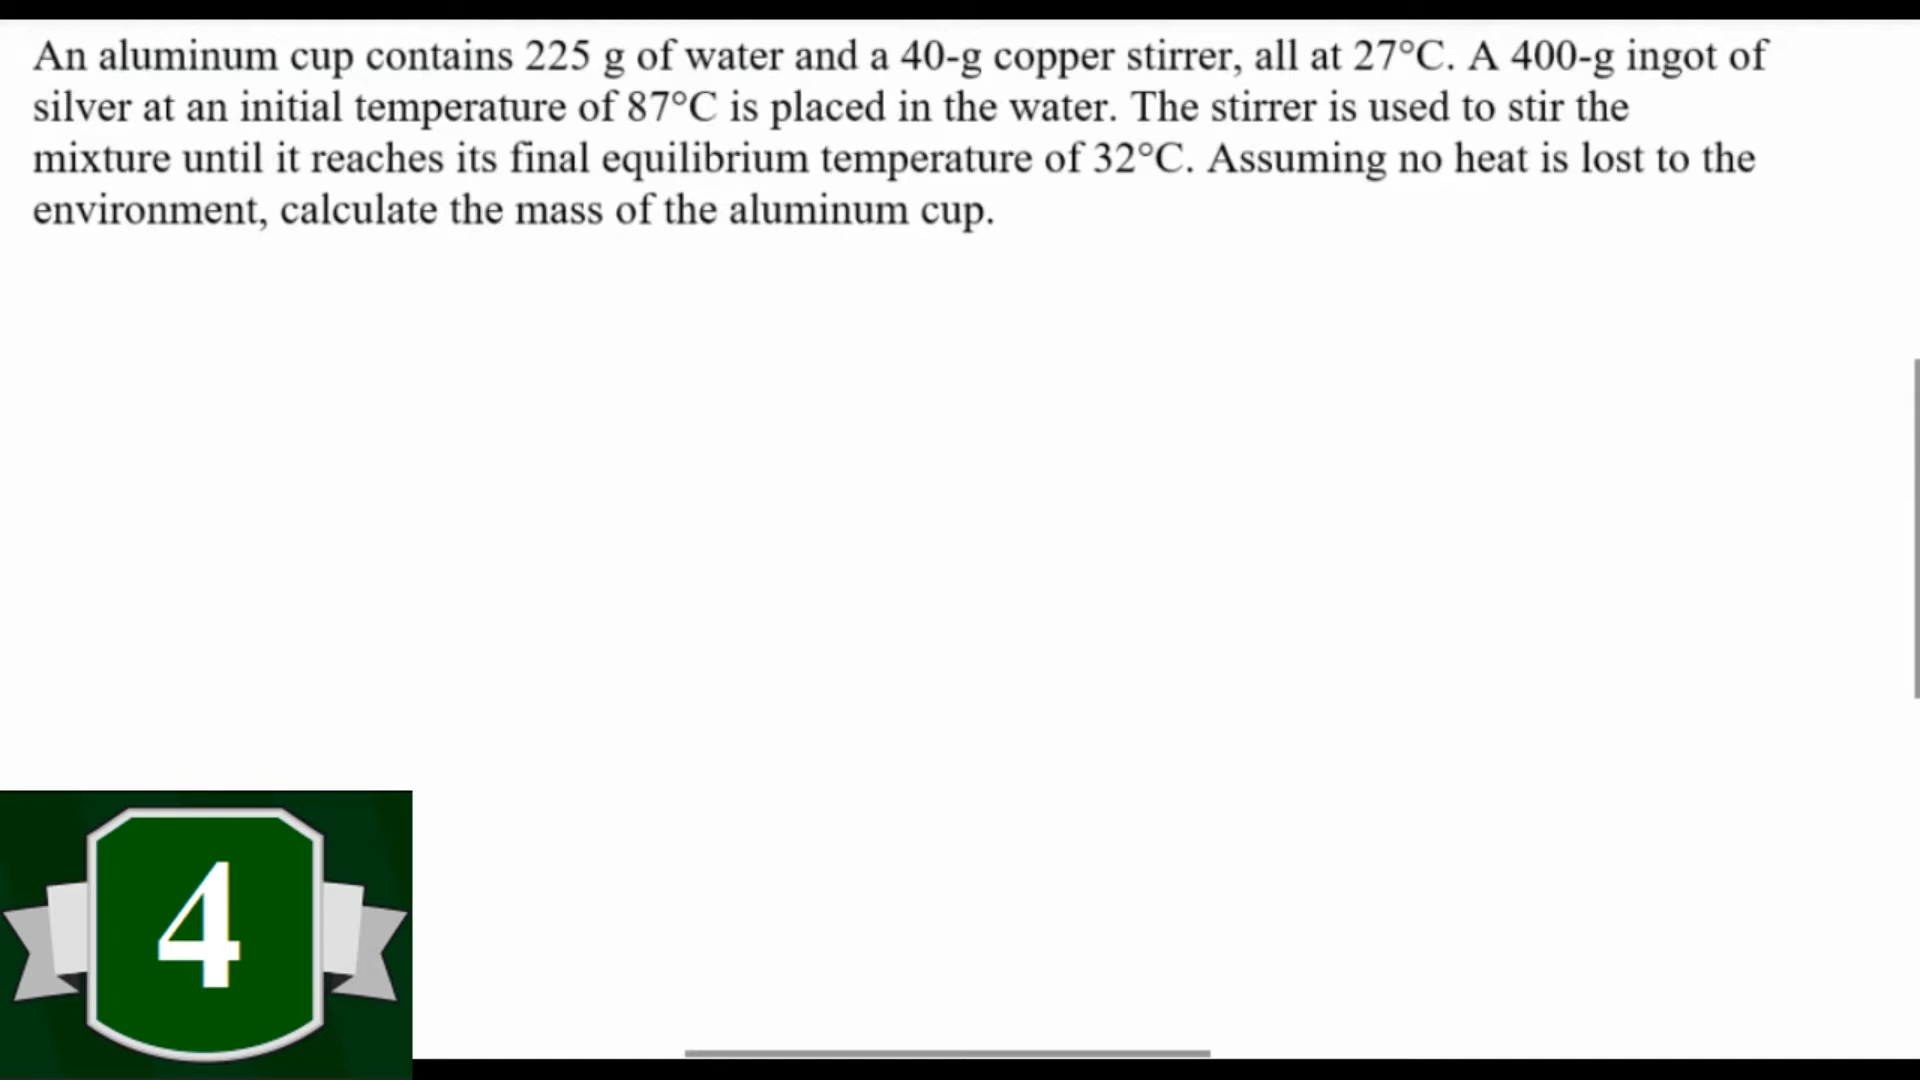 An aluminum cup contains 225 g of water and a 40-g copper stirrer, all at 27°C. A 400-g ingot of
silver at an initial temperature of 87°C is placed in the water. The stirrer is used to stir the
mixture until it reaches its final equilibrium temperature of 32°C. Assuming no heat is lost to the
environment, calculate the mass of the aluminum cup.
4